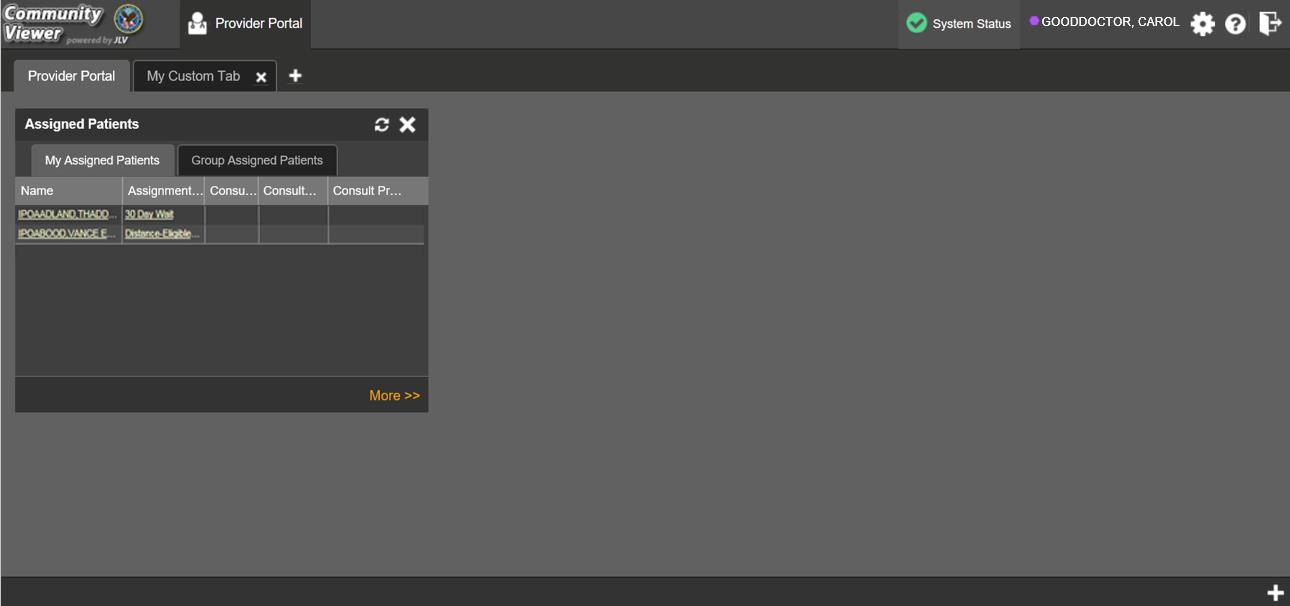 Community
Viewer powered by JLV
Provider Portal
System Status
GOODDOCTOR, CAROL
Provider Portal
My Custom Tab
Assigned Patients
My Assigned Patients
Group Assigned Patients
Name Assignment... Consu... Consult... Consult Pr...
IPOAADLAND,THADD... 30 Day Wait
IPOABOOD,VANCE E... Distance-Eligible...
More >>